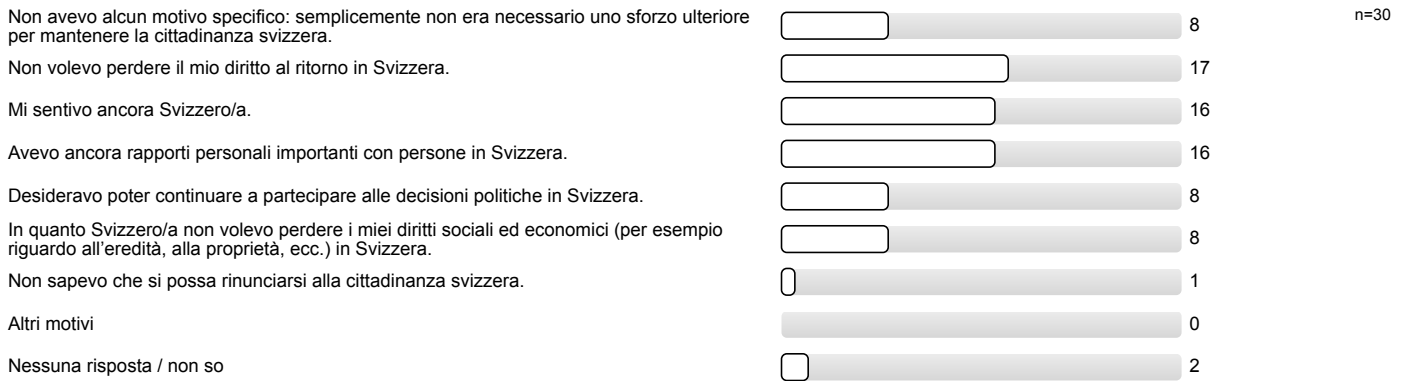 Non avevo alcun motivo specifico: semplicemente non era necessario uno sforzo ulteriore
per mantenere la cittadinanza svizzera.
8
n=30
Non volevo perdere il mio diritto al ritorno in Svizzera.
17
Mi sentivo ancora Svizzero/a.
16
Avevo ancora rapporti personali importanti con persone in Svizzera.
16
Desideravo poter continuare a partecipare alle decisioni politiche in Svizzera.
8
In quanto Svizzero/a non volevo perdere i miei diritti sociali ed economici (per esempio
riguardo all'eredità, alla proprietà, ecc.) in Svizzera.
8
Non sapevo che si possa rinunciarsi alla cittadinanza svizzera.
1
Altri motivi
0
Nessuna risposta / non so
2